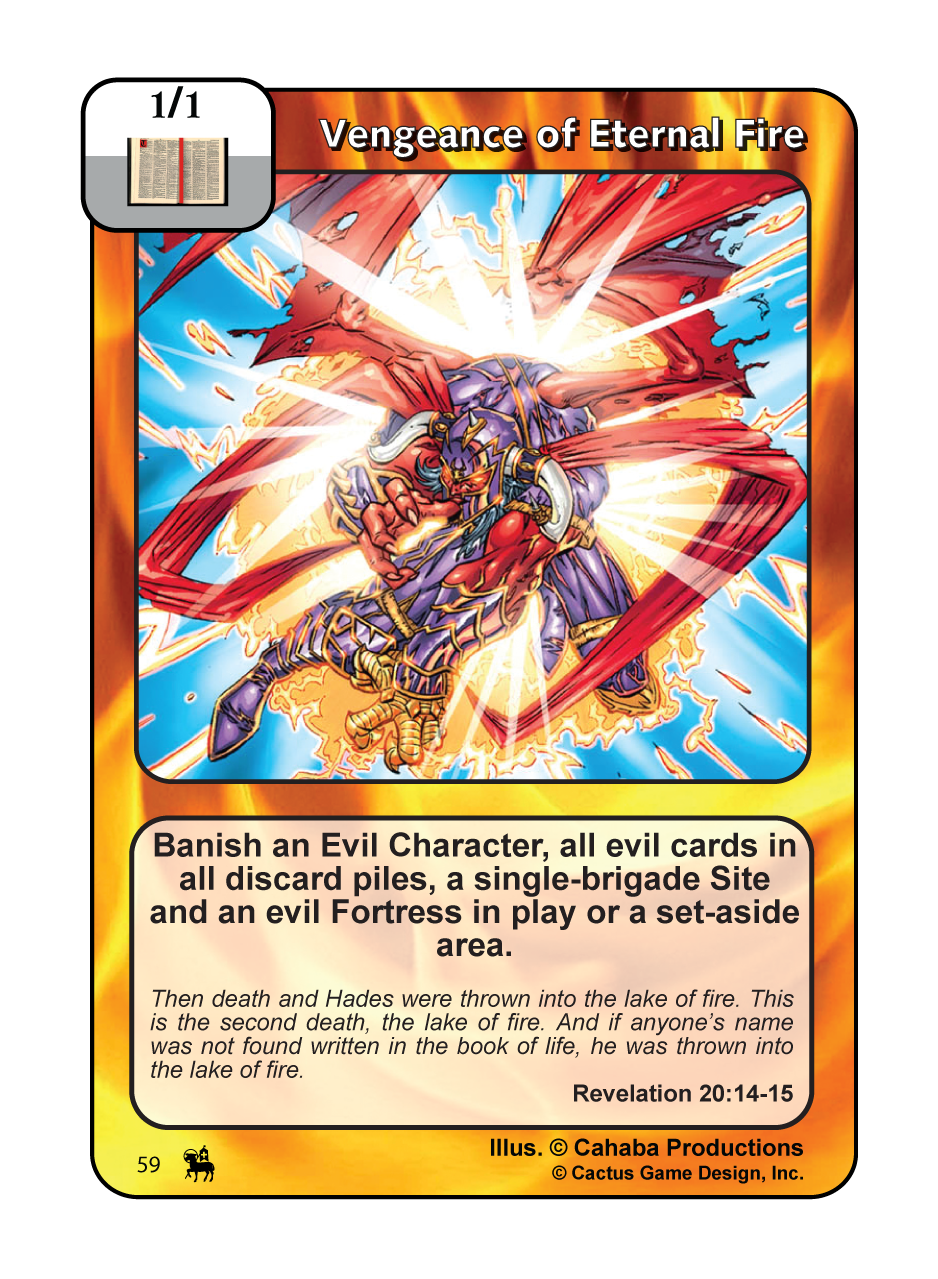 1/1
Vengeance of Eternal Fire
Banish an Evil Character, all evil cards in
all discard piles, a single-brigade Site
and an evil Fortress in play or a set-aside
area.
Then death and Hades were thrown into the lake of fire. This
is the second death, the lake of fire. And if anyone's name
was not found written in the book of life, he was thrown into
the lake of fire.
Revelation 20:14-15
59
Illus. © Cahaba Productions
© Cactus Game Design, Inc.